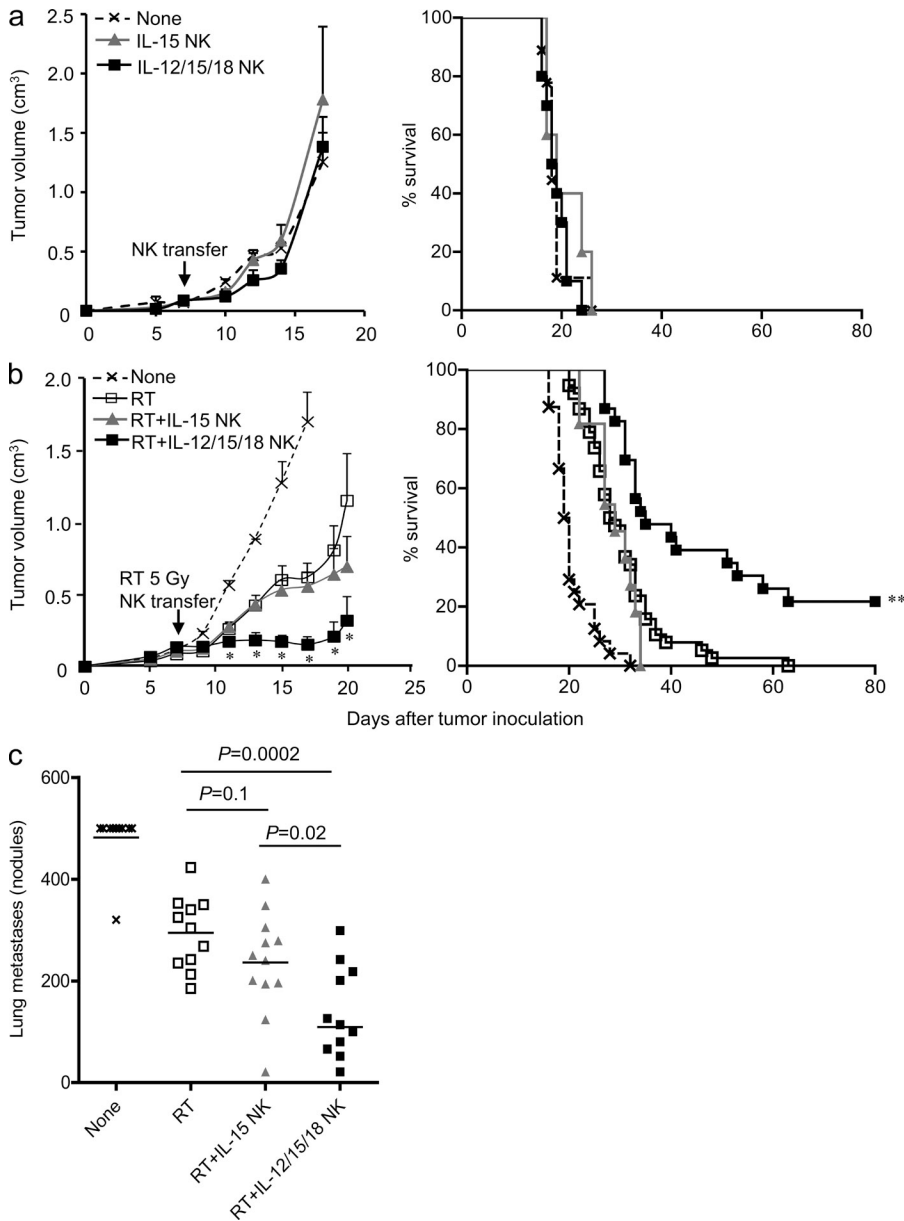 a
None
IL-15 NK
IL-12/15/18 NK
Tumor volume (cm³)
2.5
2.0
1.5
1.0
0.5
0
NK transfer
0 5 10 15 20
% survival
100
80
60
40
20
0
0 20 40 60 80
b
None
RT
RT+IL-15 NK
RT+IL-12/15/18 NK
Tumor volume (cm³)
2.0
1.5
1.0
0.5
0
RT 5 Gy
NK transfer
* * * * * *
0 5 10 15 20 25
% survival
100
80
60
40
20
0
**
20 40 60 80
Days after tumor inoculation
c
Lung metastases (nodules)
600
400
200
0
P=0.0002
P=0.1
P=0.02
None
RT
RT+IL-15 NK
RT+IL-12/15/18 NK